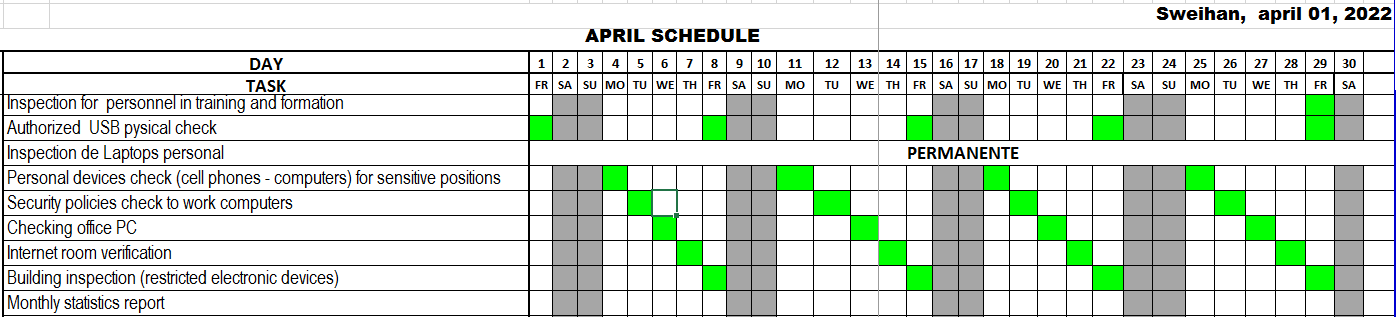 Sweihan, april 01, 2022
APRIL SCHEDULE
DAY 1 2 3 4 5 6 7 8 9 10 11 12 13 14 15 16 17 18 19 20 21 22 23 24 25 26 27 28 29 30
TASK FR SA SU MO TU WE TH FR SA SU MO TU WE TH FR SA SU MO TU WE TH FR SA SU MO TU WE TH FR SA
Inspection for personnel in training and formation
Authorized USB pysical check
Inspection de Laptops personal PERMANENTE
Personal devices check (cell phones - computers) for sensitive positions
Security policies check to work computers
Checking office PC
Internet room verification
Building inspection (restricted electronic devices)
Monthly statistics report